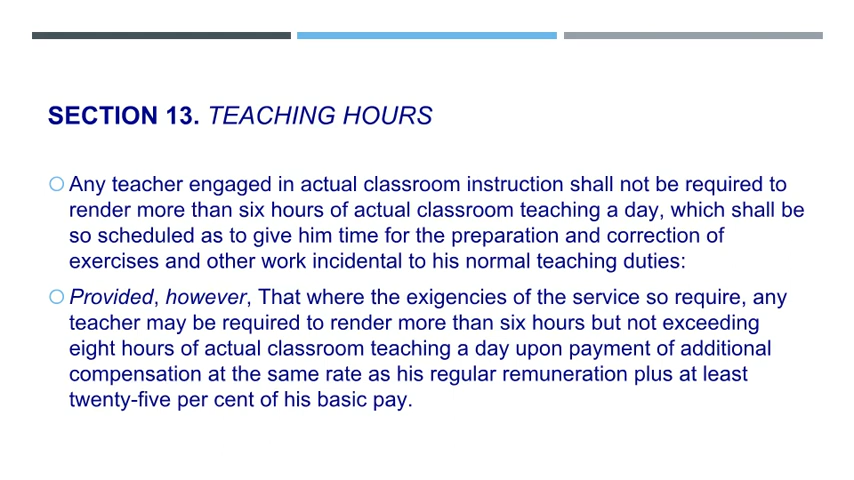 SECTION 13. TEACHING HOURS
Any teacher engaged in actual classroom instruction shall not be required to
render more than six hours of actual classroom teaching a day, which shall be
so scheduled as to give him time for the preparation and correction of
exercises and other work incidental to his normal teaching duties:
Provided, however, That where the exigencies of the service so require, any
teacher may be required to render more than six hours but not exceeding
eight hours of actual classroom teaching a day upon payment of additional
compensation at the same rate as his regular remuneration plus at least
twenty-five per cent of his basic pay.